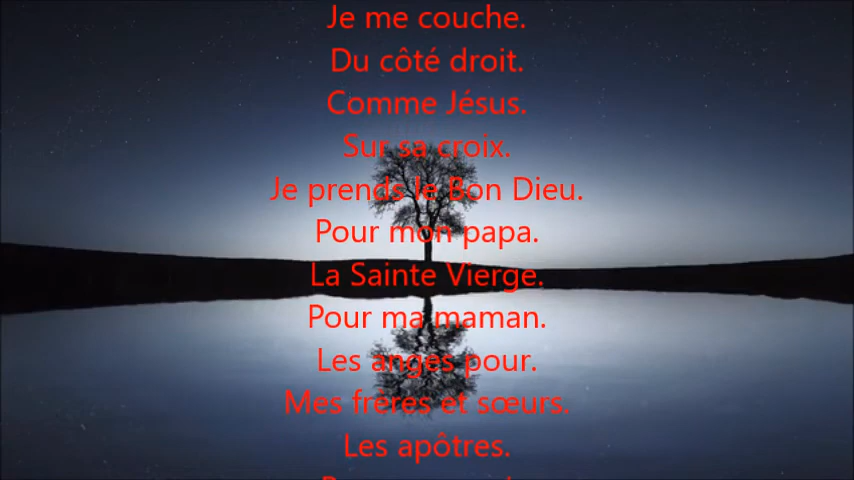 Je me couche.
Du côté droit.
Comme Jésus.
Sur sa croix.
Je prends le Bon Dieu.
Pour mon papa.
La Sainte Vierge.
Pour ma maman.
Les anges pour.
Mes frères et sœurs.
Les apôtres.